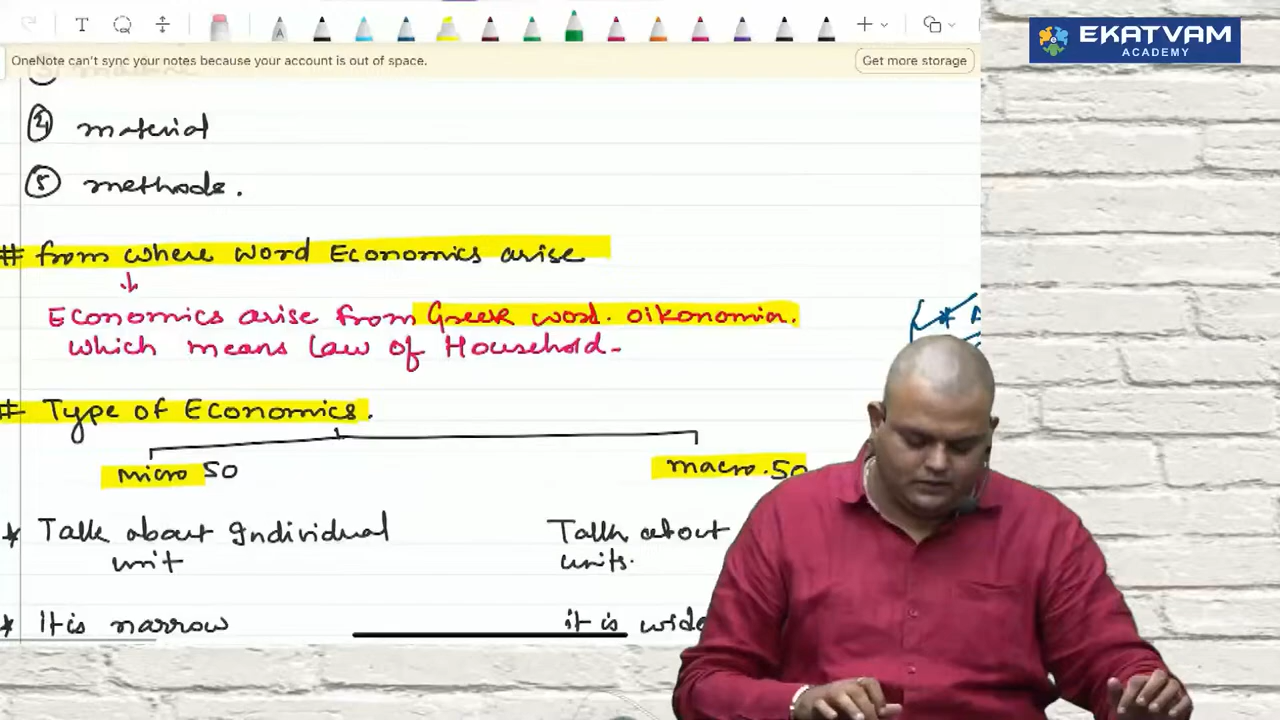 OneNote can't sync your notes because your account is out of space.
Get more storage
EKATVAM
ACADEMY
④ material
⑤ methode.
# from where word Economics arise
Economics arise from Greek word. oikonomia.
which means Law of Household-
# Type of Economics.
micro 50
macro. 50
* Talk about Individual
unit
Talk about
units.
* It is narrow
it is wide